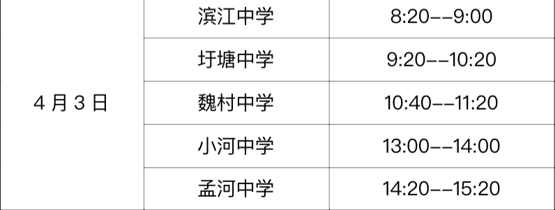 滨江中学 8:20--9:00
圩塘中学 9:20--10:20
4月3日 魏村中学 10:40--11:20
小河中学 13:00--14:00
孟河中学 14:20--15:20